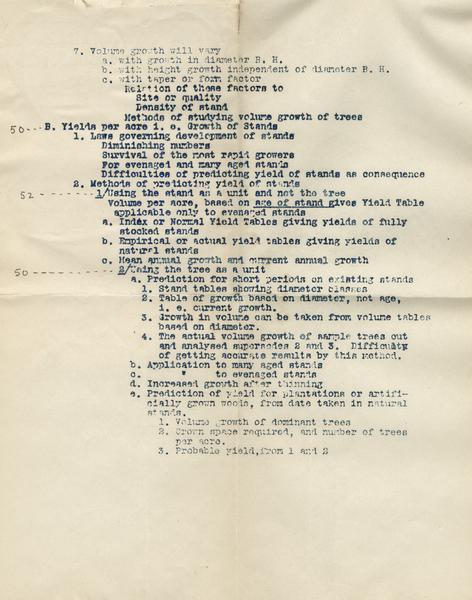 7. Volume growth will vary
a. with growth in diameter B. H.
b. with height growth independent of diameter B. H.
c. with taper or form factor
Relation of these factors to
Site or quality
Density of stand
Methods of studying volume growth of trees
50 --- B. Yields per acre i. e. Growth of Stands
1. Laws governing development of stands
Diminishing numbers
Survival of the most rapid growers
For evenaged and many aged stands
Difficulties of predicting yield of stands as consequence
2. Methods of predicting yield of stands
52 - - - - - - - - - 1/Using the stand as a unit and not the tree
Volume per acre, based on age of stand gives Yield Table
applicable only to evenaged stands
a. Index or Normal Yield Tables giving yields of fully
stocked stands
b. Empirical or actual yield tables giving yields of
natural stands
c. Mean annual growth and current annual growth
50 - - - - - - - - - - - 2/Using the tree as a unit
a. Prediction for short periods on existing stands
1. Stand tables showing diameter classes
2. Table of growth based on diameter, not age,
i. e. current growth.
3. Growth in volume can be taken from volume tables
based on diameter.
4. The actual volume growth of sample trees cut
and analysed supersedes 2 and 3. Difficulty
of getting accurate results by this method.
b. Application to many aged stands
c. " to evenaged stands
d. Increased growth after thinning
e. Prediction of yield for plantations or artifi-
cially grown woods, from date taken in natural
stands.
1. Volume growth of dominant trees
2. Crown space required, and number of trees
per acre.
3. Probable yield,from 1 and 2